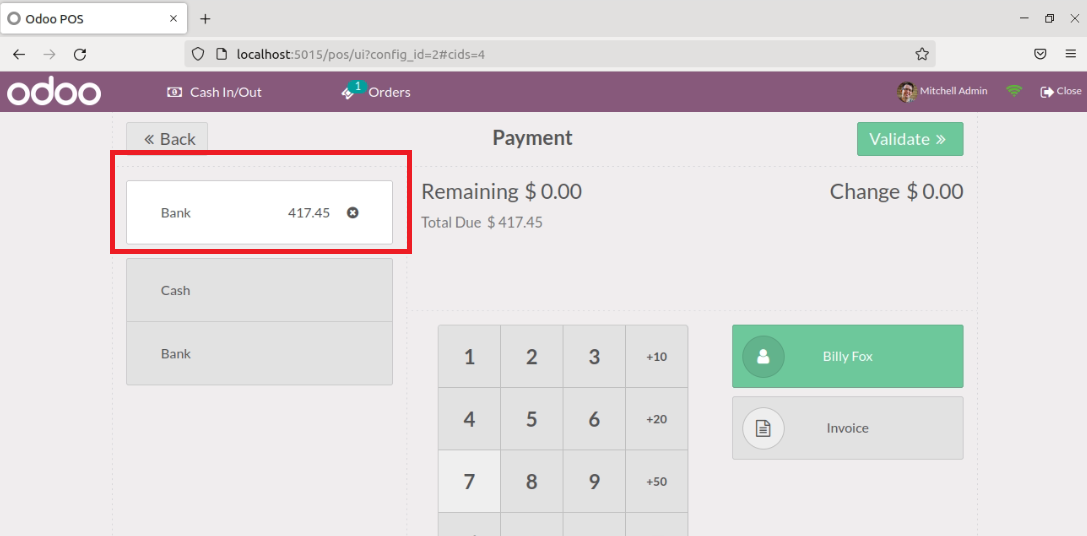 Odoo POS
localhost:5015/pos/ui?config_id=2#cids=4
odoo
Cash In/Out
1
Orders
Mitchell Admin
Close
Back
Payment
Validate
Bank 417.45
Remaining $ 0.00
Change $ 0.00
Total Due $ 417.45
Cash
Bank
1 2 3 +10
4 5 6 +20
7 8 9 +50
Billy Fox
Invoice